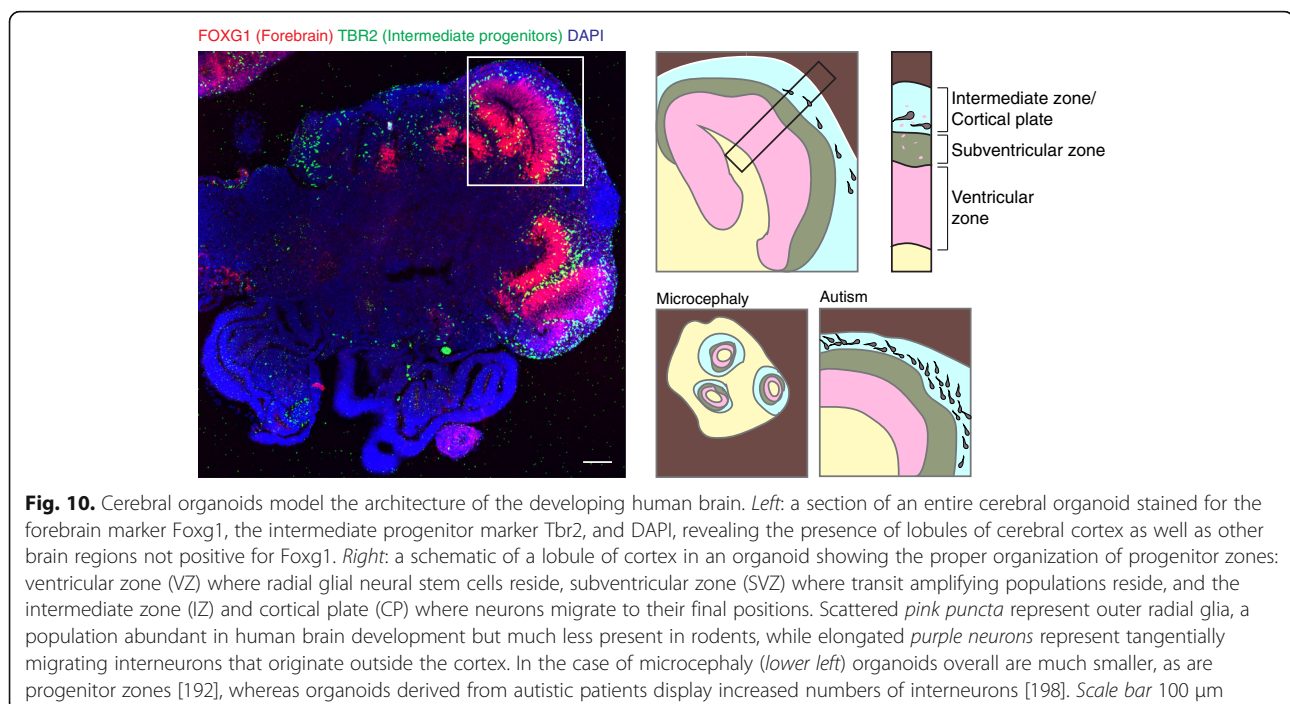 FOXG1 (Forebrain) TBR2 (Intermediate progenitors) DAPI
Intermediate zone/
Cortical plate
Subventricular zone
Ventricular
zone
Microcephaly
Autism
Fig. 10. Cerebral organoids model the architecture of the developing human brain. Left: a section of an entire cerebral organoid stained for the
forebrain marker Foxg1, the intermediate progenitor marker Tbr2, and DAPI, revealing the presence of lobules of cerebral cortex as well as other
brain regions not positive for Foxg1. Right: a schematic of a lobule of cortex in an organoid showing the proper organization of progenitor zones:
ventricular zone (VZ) where radial glial neural stem cells reside, subventricular zone (SVZ) where transit amplifying populations reside, and the
intermediate zone (IZ) and cortical plate (CP) where neurons migrate to their final positions. Scattered pink puncta represent outer radial glia, a
population abundant in human brain development but much less present in rodents, while elongated purple neurons represent tangentially
migrating interneurons that originate outside the cortex. In the case of microcephaly (lower left) organoids overall are much smaller, as are
progenitor zones [192], whereas organoids derived from autistic patients display increased numbers of interneurons [198]. Scale bar 100 μm